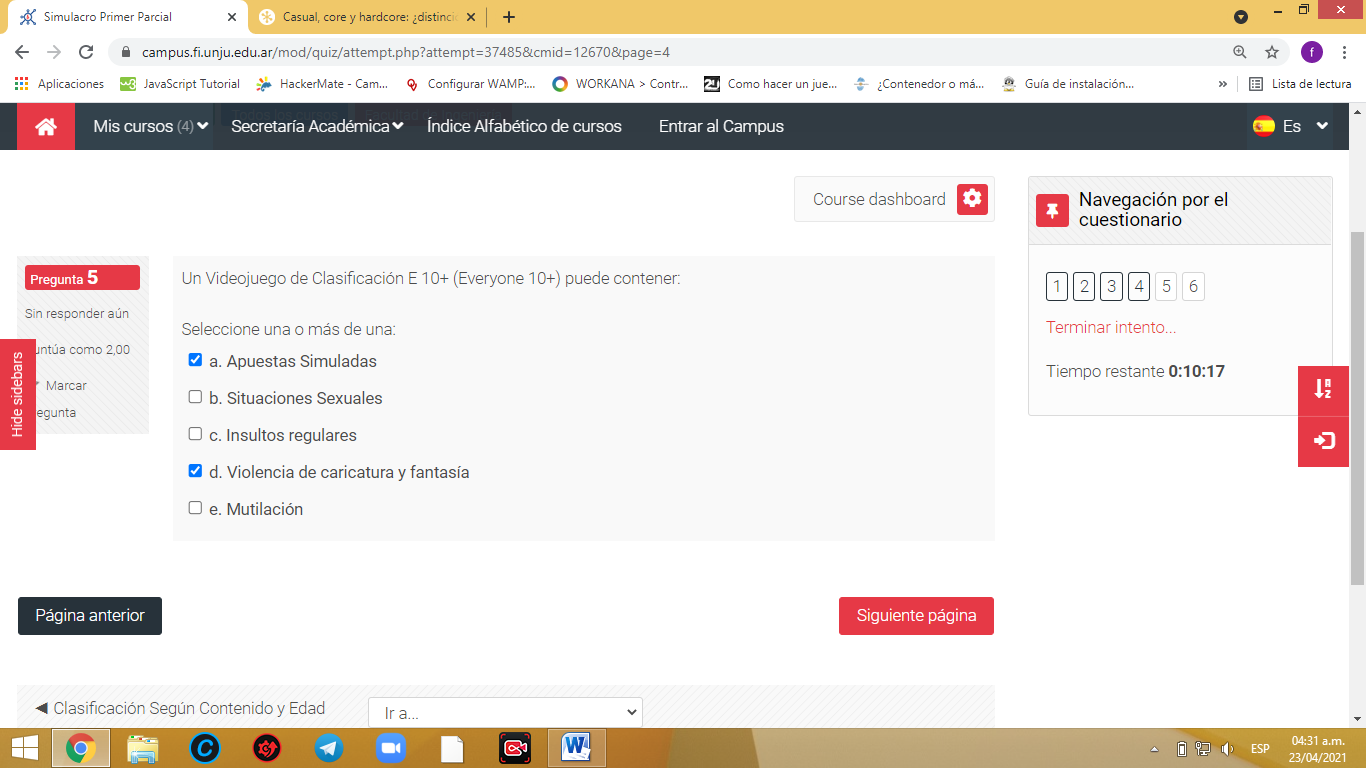 Simulacro Primer Parcial
Casual, core y hardcore: ¿distinció
campus.fi.unju.edu.ar/mod/quiz/attempt.php?attempt=37485&cmid=12670&page=4
f
Aplicaciones
JavaScript Tutorial
HackerMate - Cam...
Configurar WAMP:...
WORKANA > Contr...
Como hacer un jue...
¿Contenedor o má...
Guía de instalación...
»
Lista de lectura
Mis cursos (4)
Secretaría Académica
Índice Alfabético de cursos
Entrar al Campus
Es
Course dashboard
Navegación por el
cuestionario
1 2 3 4 5 6
Terminar intento...
Tiempo restante 0:10:17
Pregunta 5
Sin responder aún
untúa como 2,00
Marcar
egunta
Hide sidebars
Un Videojuego de Clasificación E 10+ (Everyone 10+) puede contener:
Seleccione una o más de una:
a. Apuestas Simuladas
b. Situaciones Sexuales
c. Insultos regulares
d. Violencia de caricatura y fantasía
e. Mutilación
Página anterior
Siguiente página
◄ Clasificación Según Contenido y Edad
Ir a...
ESP
04:31 a.m.
23/04/2021